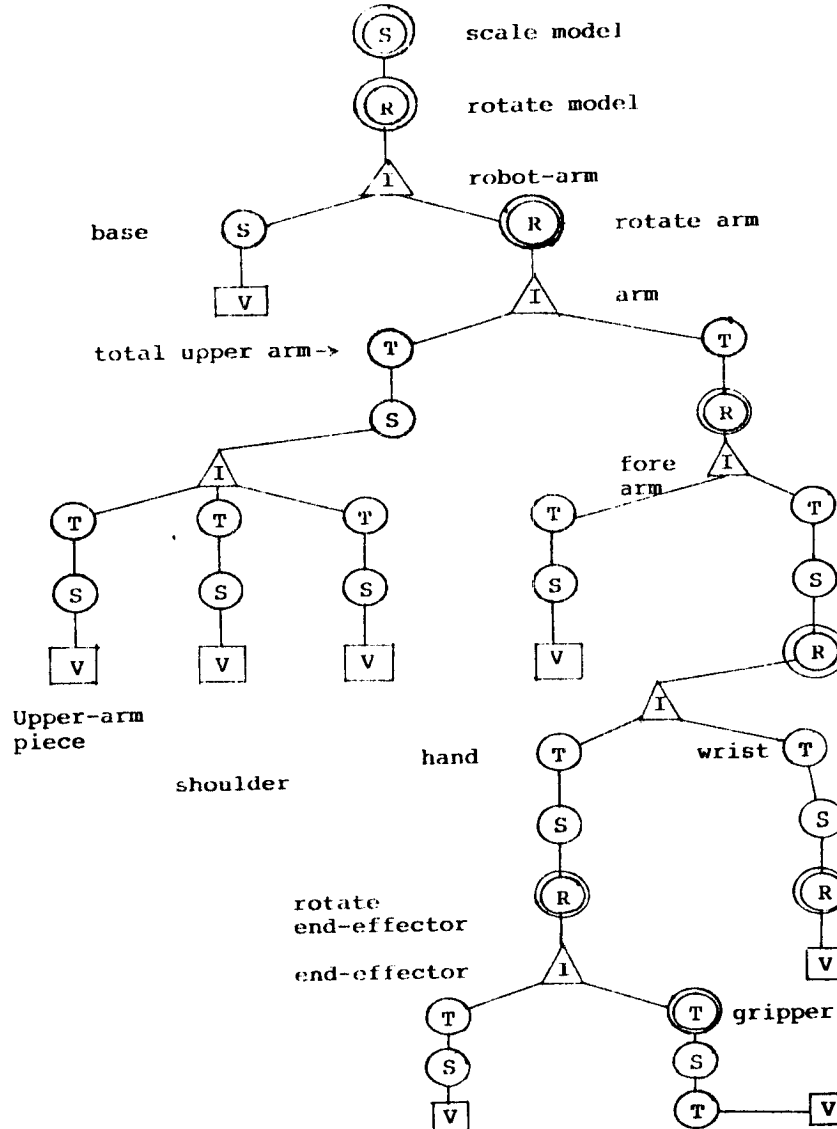 S scale model
R rotate model
I robot-arm
base S R rotate arm
V I arm
total upper arm-> T T
S R
I fore I
arm
T T T T T
S S S S S
V V V V R
Upper-arm I
piece
hand T wrist T
shoulder
S S
rotate R R
end-effector
end-effector I V
T T gripper
S S
V T V